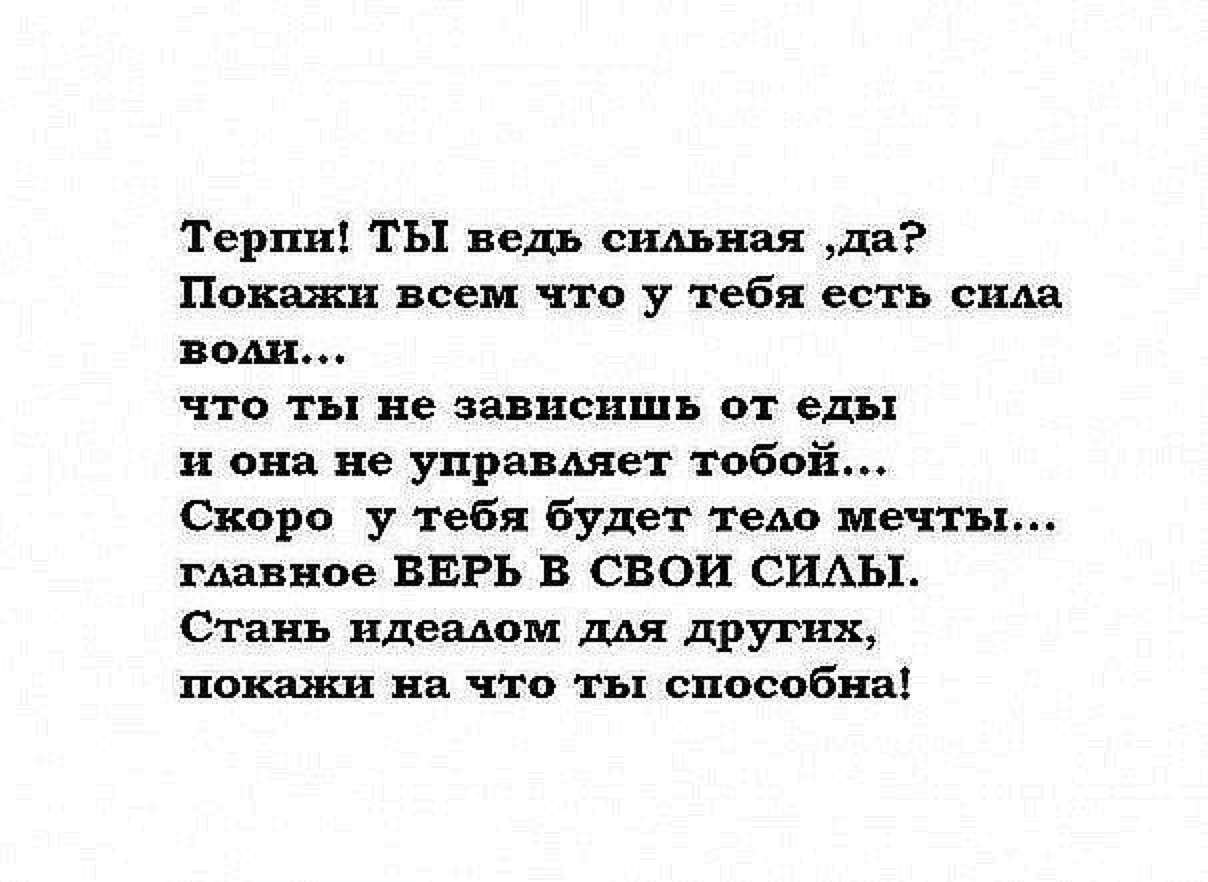 Терпи! ТЫ ведь сильная ,да?
Покажи всем что у тебя есть сила
воли...
что ты не зависишь от еды
и она не управляет тобой...
Скоро  у тебя будет тело мечты...
главное ВЕРЬ В СВОИ СИЛЫ.
Стань идеалом для других,
покажи на что ты способна!